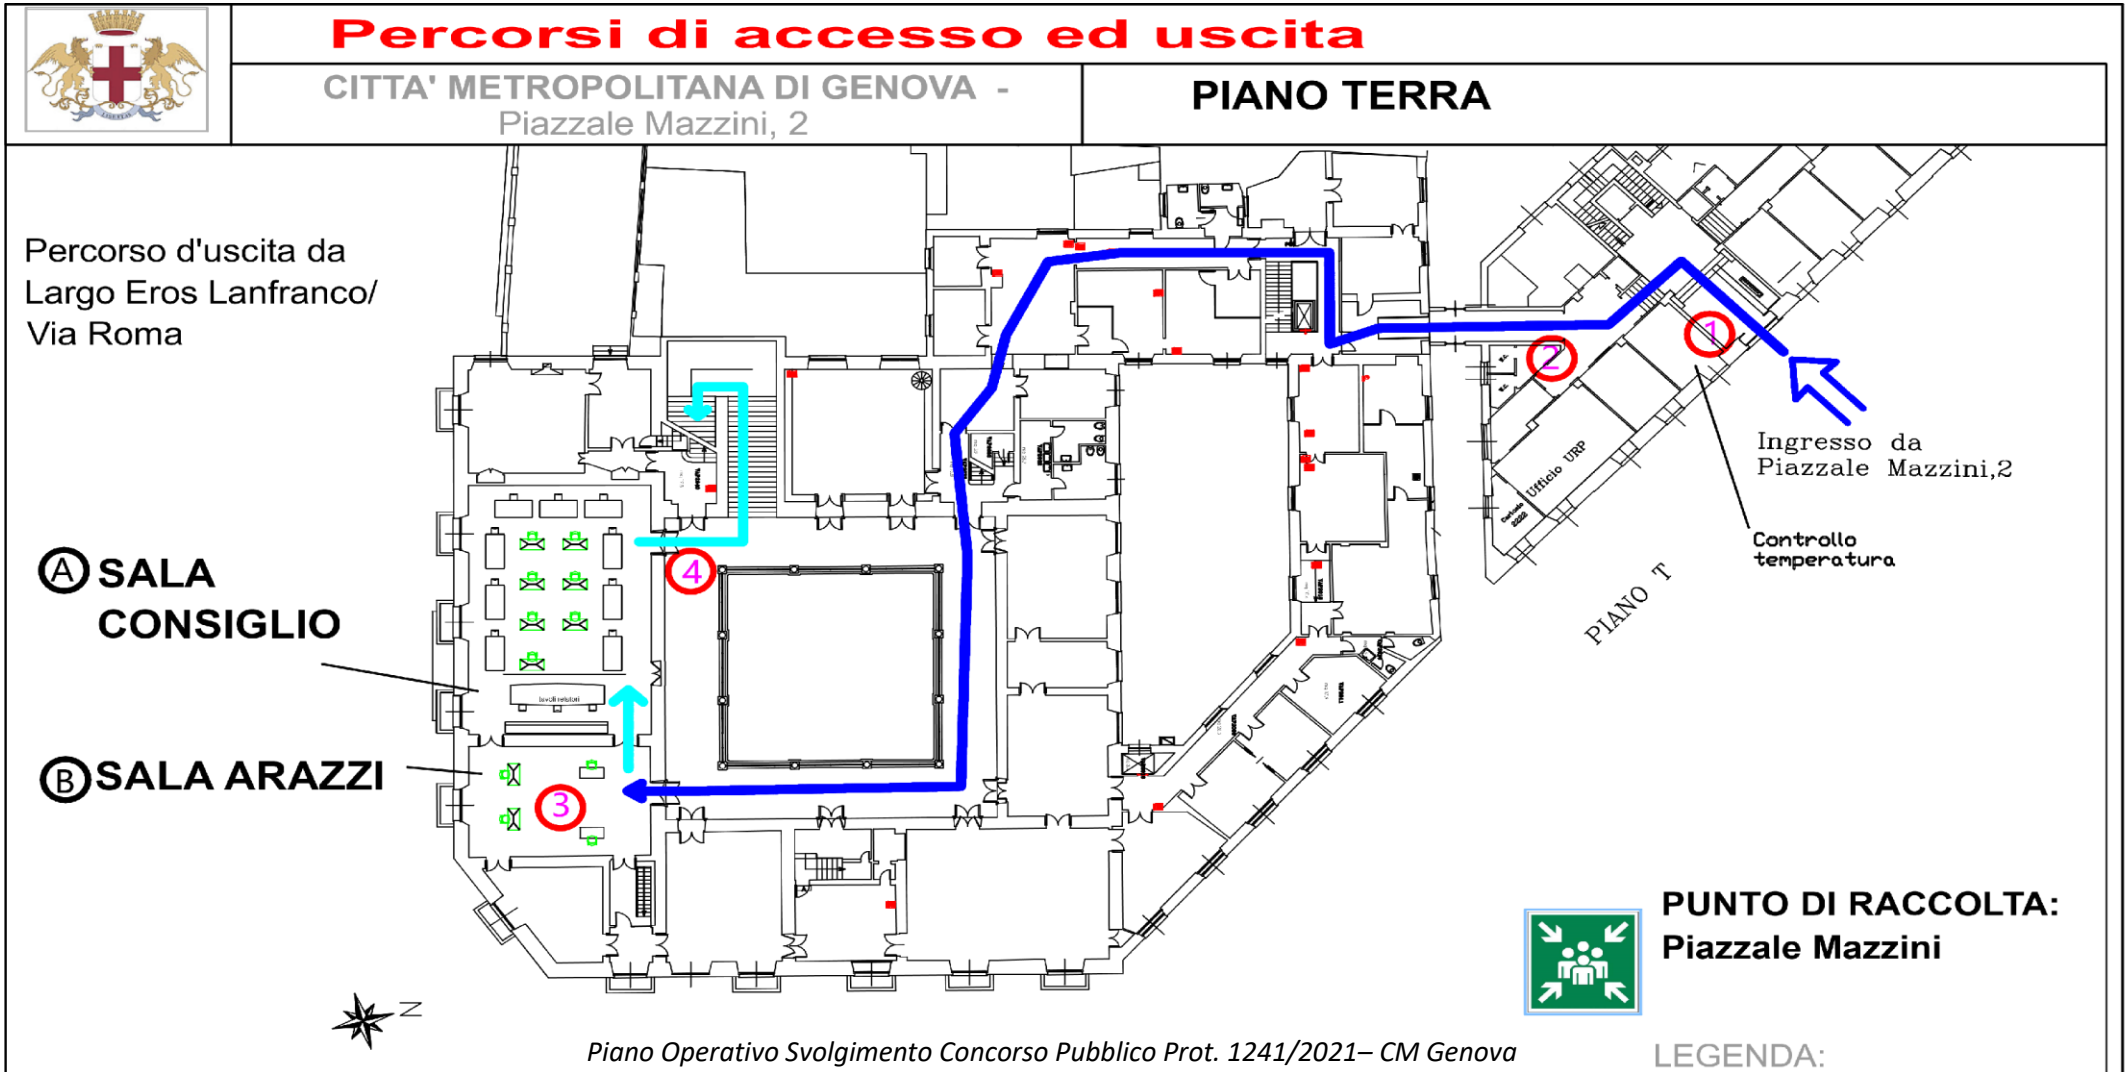 Percorsi di accesso ed uscita
CITTA' METROPOLITANA DI GENOVA -
Piazzale Mazzini, 2
PIANO TERRA
Percorso d'uscita da
Largo Eros Lanfranco/
Via Roma
1
2
Ingresso da
Piazzale Mazzini,2
Ufficio URP
Controllo
temperatura
PIANO T
A SALA
CONSIGLIO
4
tavoli relatori
B SALA ARAZZI
3
PUNTO DI RACCOLTA:
Piazzale Mazzini
N
Piano Operativo Svolgimento Concorso Pubblico Prot. 1241/2021– CM Genova
LEGENDA: